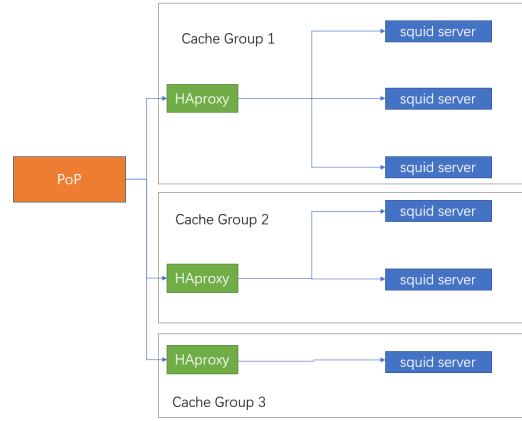 Cache Group 1
squid server
HAproxy
squid server
squid server
PoP
Cache Group 2
squid server
HAproxy
squid server
HAproxy
squid server
Cache Group 3